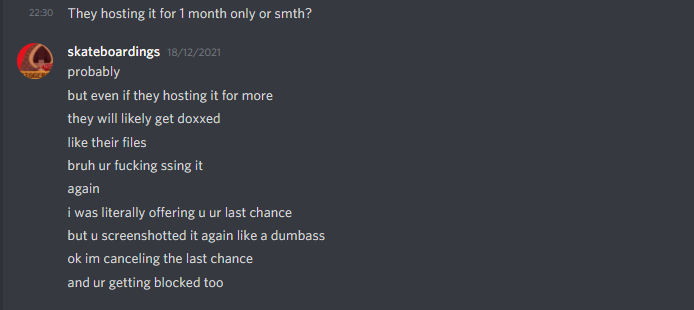 22:30 They hosting it for 1 month only or smth?
skateboardings 18/12/2021
probably
but even if they hosting it for more
they will likely get doxxed
like their files
bruh ur fucking ssing it
again
i was literally offering u ur last chance
but u screenshotted it again like a dumbass
ok im canceling the last chance
and ur getting blocked too